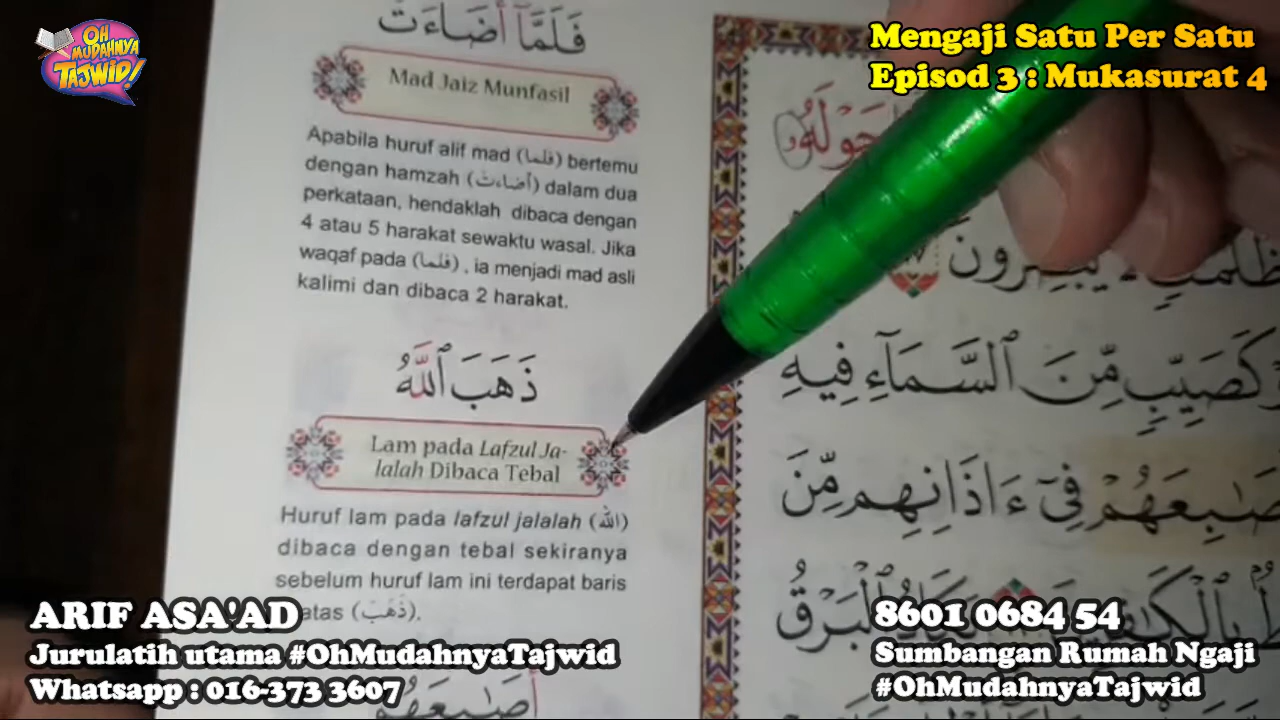 OH
MUDAHNYA
TAJWID!
Mengaji Satu Per Satu
Episod 3 : Mukasurat 4
فَلَمَّآ أَضَآءَتْ
Mad Jaiz Munfasil
Apabila huruf alif mad (فلما) bertemu
dengan hamzah (أضاءت) dalam dua
perkataan, hendaklah dibaca dengan
4 atau 5 harakat sewaktu wasal. Jika
waqaf pada (فلما), ia menjadi mad asli
kalimi dan dibaca 2 harakat.
ذَهَبَ ٱللَّهُ
Lam pada Lafzul Ja-
lalah Dibaca Tebal
Huruf lam pada lafzul jalalah (الله)
dibaca dengan tebal sekiranya
sebelum huruf lam ini terdapat baris
atas (ذَهَبَ).
أَصَٰبِعَهُمْ
حَوْلَهُۥ
يُبْصِرُونَ
كَصَيِّبٍ مِّنَ ٱلسَّمَآءِ فِيهِ
فِىٓ ءَاذَانِهِم مِّنَ
يَكَادُ ٱلْبَرْقُ
ARIF ASA'AD
Jurulatih utama #OhMudahnyaTajwid
Whatsapp : 016-373 3607
8601 0684 54
Sumbangan Rumah Ngaji
#OhMudahnyaTajwid